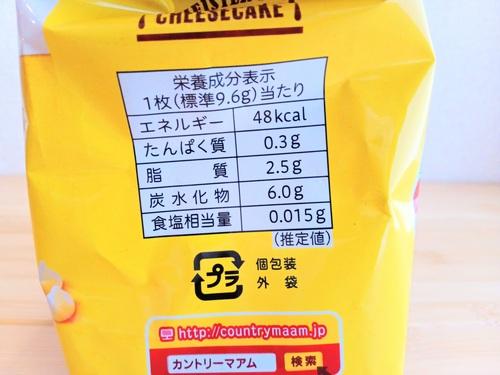 CHEESECAKE
栄養成分表示
1枚(標準9.6g)当たり
エネルギー 48kcal
たんぱく質 0.3g
脂質 2.5g
炭水化物 6.0g
食塩相当量 0.015g
(推定値)
プラ
個包装
外袋
http://countrymaam.jp
カントリーマアム 検索